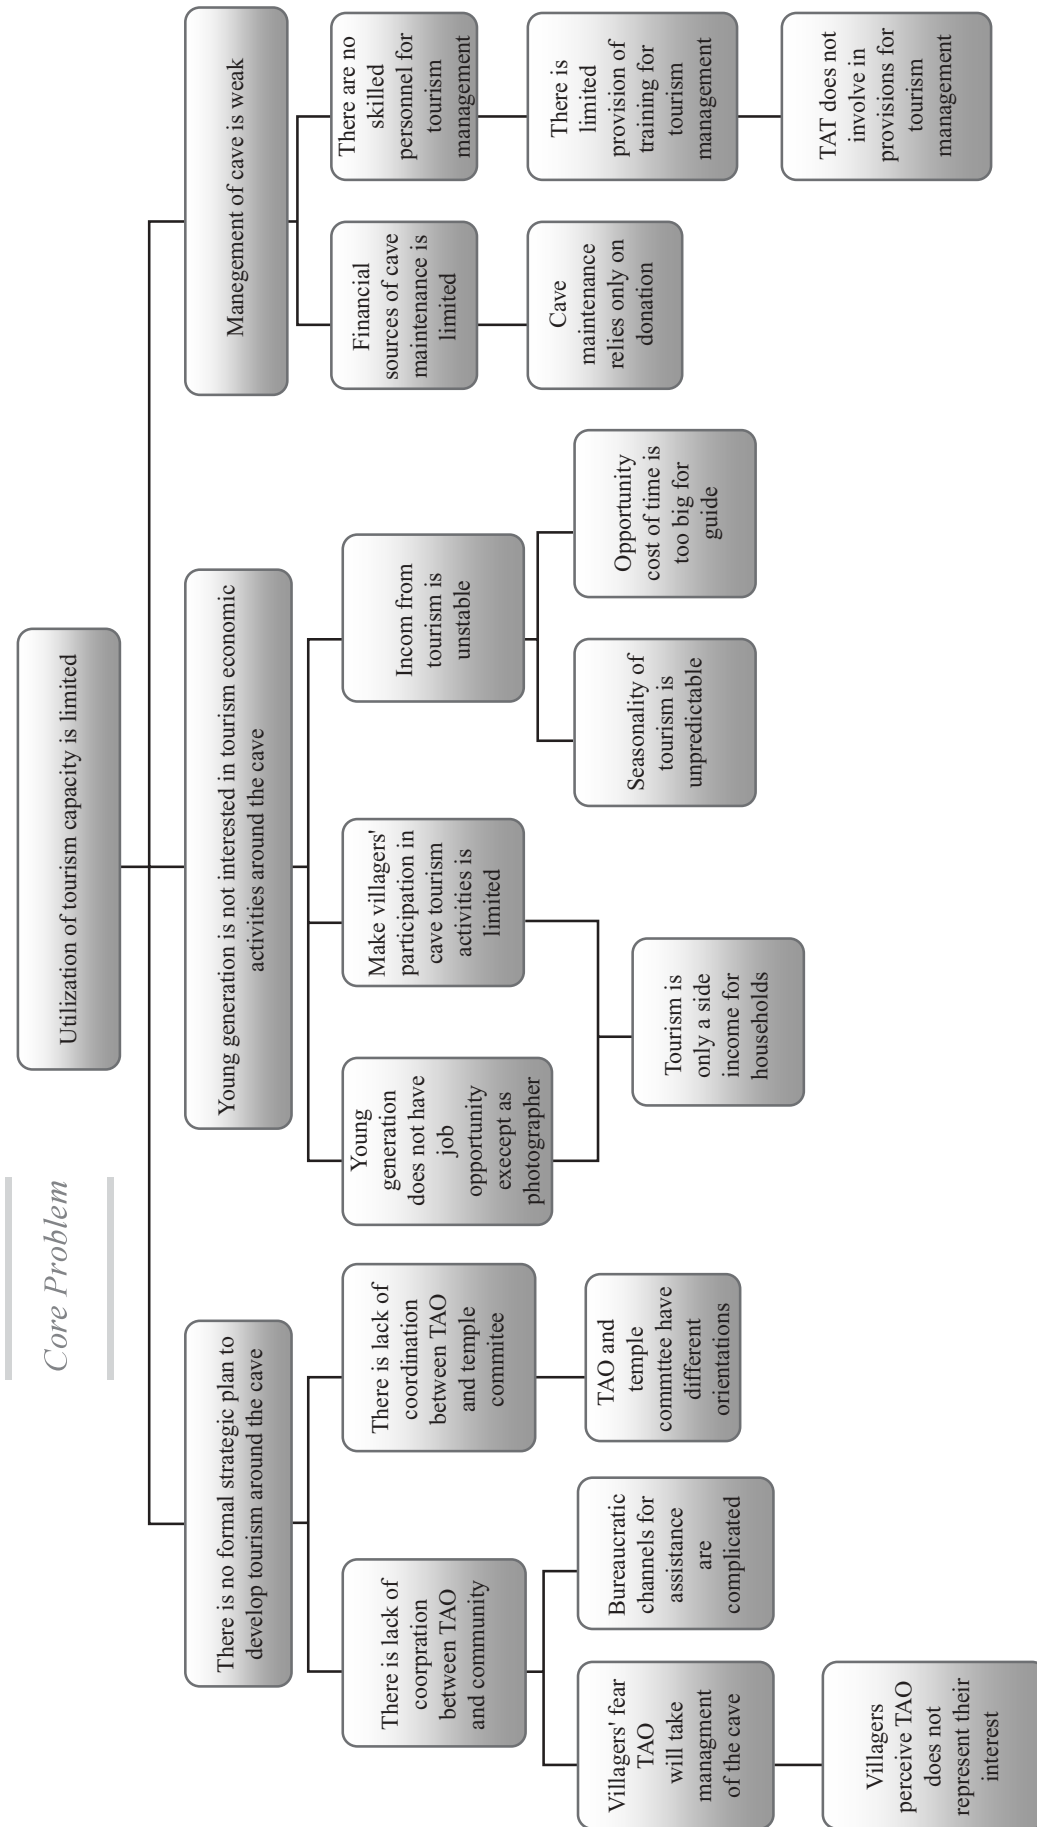 Core Problem
Utilization of tourism capacity is limited
There is no formal strategic plan to
develop tourism around the cave
Young generation is not interested in tourism economic
activities around the cave
Manegement of cave is weak
There is lack of
coorpration
between TAO
and community
There is lack of
coordination
between TAO
and temple
commitee
Young
generation
does not have
job
opportunity
execept as
photographer
Make villagers'
participation in
cave tourism
activities is
limited
Incom from
tourism is
unstable
Financial
sources of cave
maintenance is
limited
There are no
skilled
personnel for
tourism
management
Villagers' fear
TAO
will take
managment
of the cave
Bureaucratic
channels for
assistance
are
complicated
TAO and
temple
committee have
different
orientations
Tourism is
only a side
income for
households
Seasonality of
tourism is
unpredictable
Opportunity
cost of time is
too big for
guide
Cave
maintenance
relies only on
donation
There is
limited
provision of
training for
tourism
management
Villagers
perceive TAO
does not
represent their
interest
TAT does not
involve in
provisions for
tourism
management